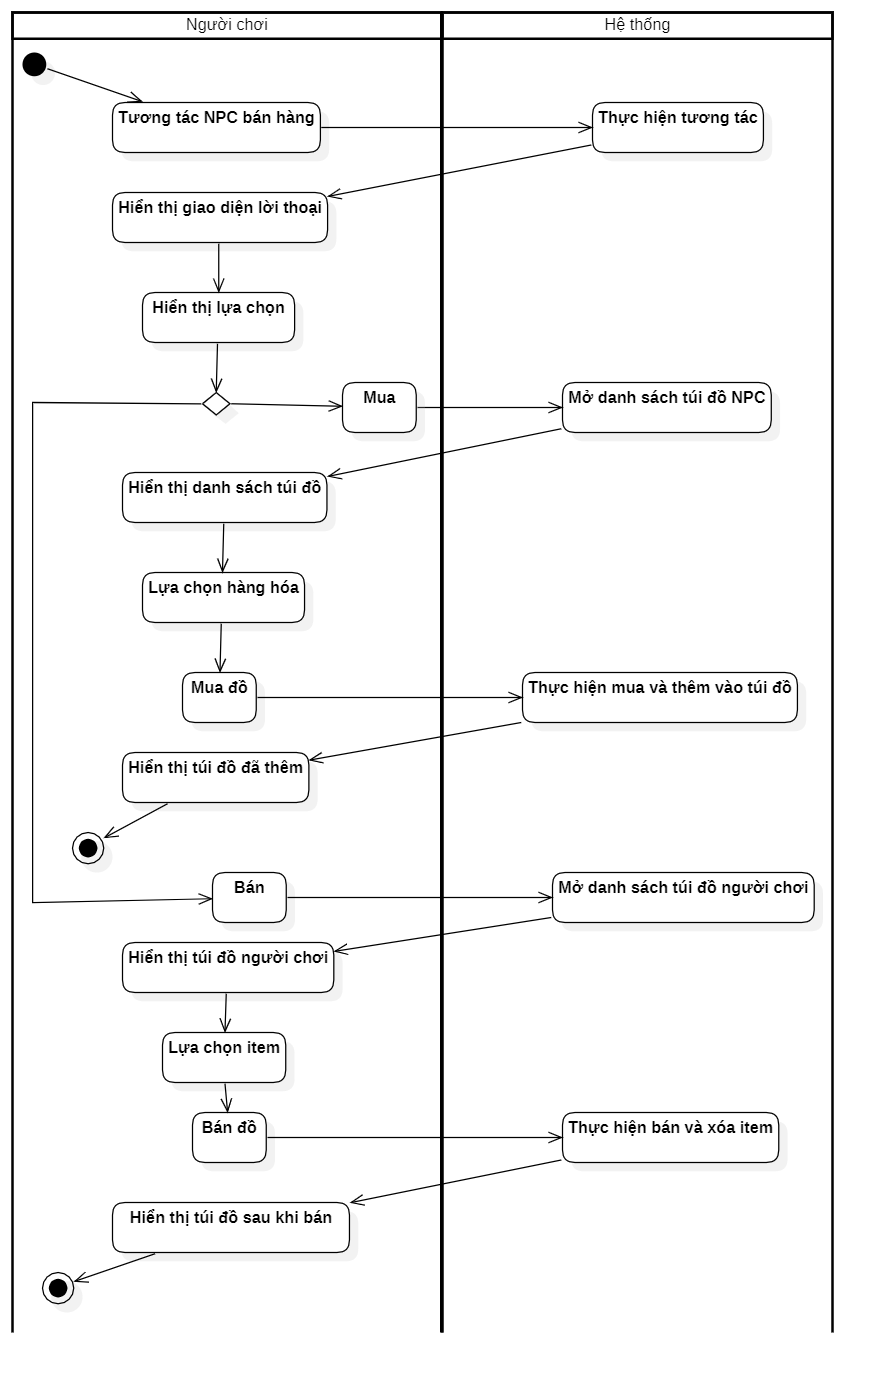 Người chơi
Hệ thống
Tương tác NPC bán hàng
Thực hiện tương tác
Hiển thị giao diện lời thoại
Hiển thị lựa chọn
Mua
Mở danh sách túi đồ NPC
Hiển thị danh sách túi đồ
Lựa chọn hàng hóa
Mua đồ
Thực hiện mua và thêm vào túi đồ
Hiển thị túi đồ đã thêm
Bán
Mở danh sách túi đồ người chơi
Hiển thị túi đồ người chơi
Lựa chọn item
Bán đồ
Thực hiện bán và xóa item
Hiển thị túi đồ sau khi bán